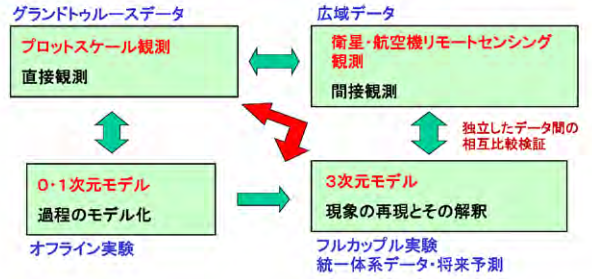 グランドトゥルースデータ
広域データ
プロットスケール観測
直接観測
衛星・航空機リモートセンシング
観測
間接観測
独立したデータ間の
相互比較検証
0・1次元モデル
過程のモデル化
3次元モデル
現象の再現とその解釈
オフライン実験
フルカップル実験
統一体系データ・将来予測